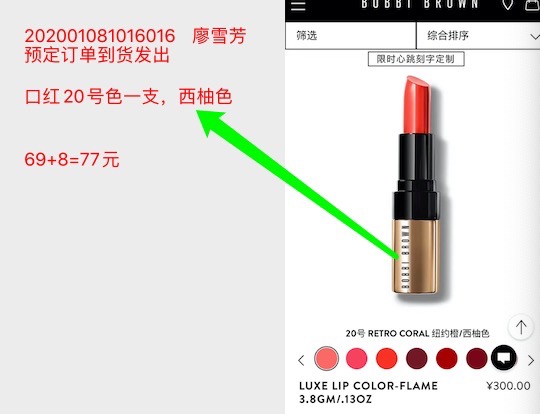 202001081016016 廖雪芳
预定订单到货发出
口红20号色一支，西柚色
69+8=77元
BOBBI BROWN
筛选
综合排序
限时心跳刻字定制
BOBBI BROWN
20号 RETRO CORAL 纽约橙/西柚色
LUXE LIP COLOR-FLAME
¥300.00
3.8GM/.13OZ